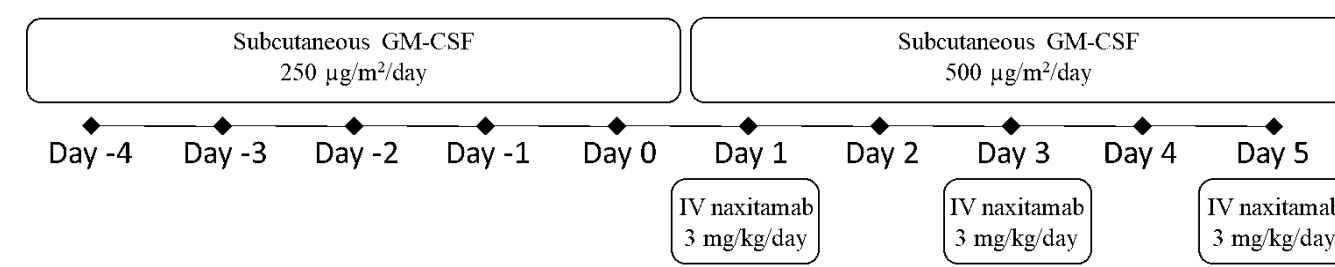 Subcutaneous GM-CSF
250 µg/m²/day
Subcutaneous GM-CSF
500 µg/m²/day
Day -4 Day -3 Day -2 Day -1 Day 0 Day 1 Day 2 Day 3 Day 4 Day 5
IV naxitamab
3 mg/kg/day
IV naxitamab
3 mg/kg/day
IV naxitamab
3 mg/kg/day